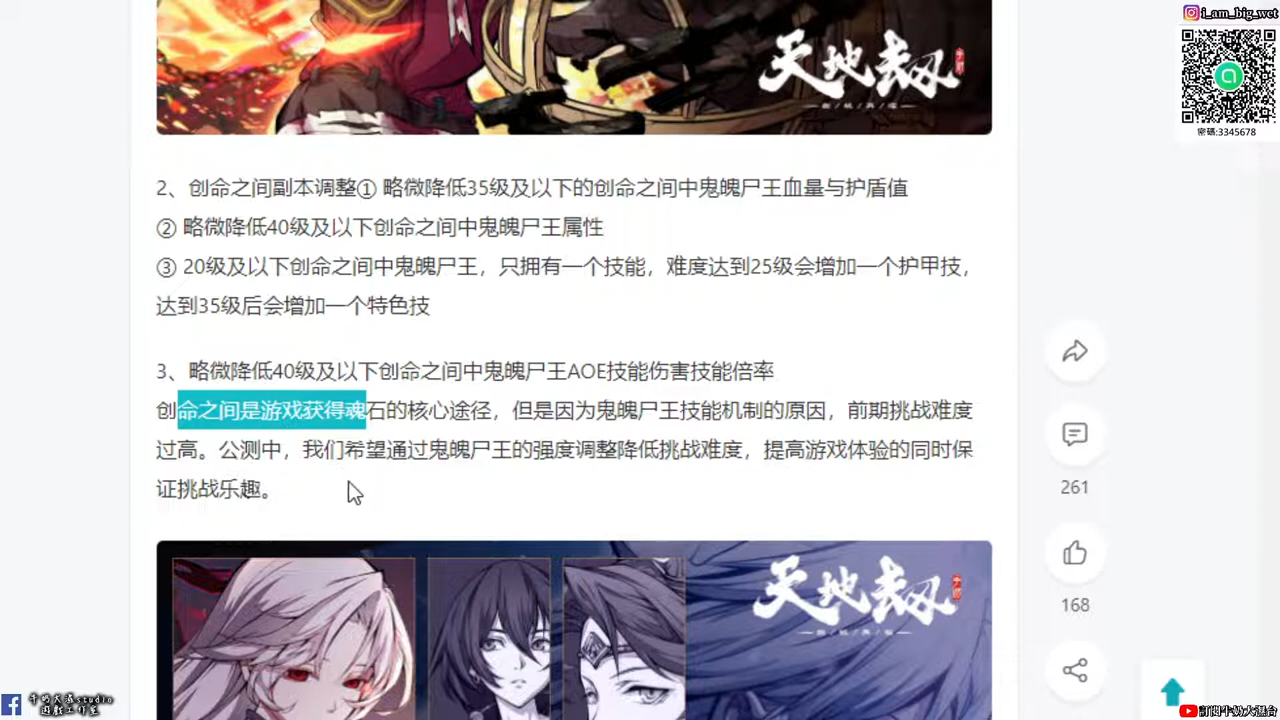 i_am_big_wet
天地劫
密碼:3345678
2、创命之间副本调整① 略微降低35级及以下的创命之间中鬼魄尸王血量与护盾值
② 略微降低40级及以下创命之间中鬼魄尸王属性
③ 20级及以下创命之间中鬼魄尸王，只拥有一个技能，难度达到25级会增加一个护甲技，
达到35级后会增加一个特色技
3、略微降低40级及以下创命之间中鬼魄尸王AOE技能伤害技能倍率
创命之间是游戏获得魂石的核心途径，但是因为鬼魄尸王技能机制的原因，前期挑战难度
过高。公测中，我们希望通过鬼魄尸王的强度调整降低挑战难度，提高游戏体验的同时保
证挑战乐趣。
261
天地劫
168